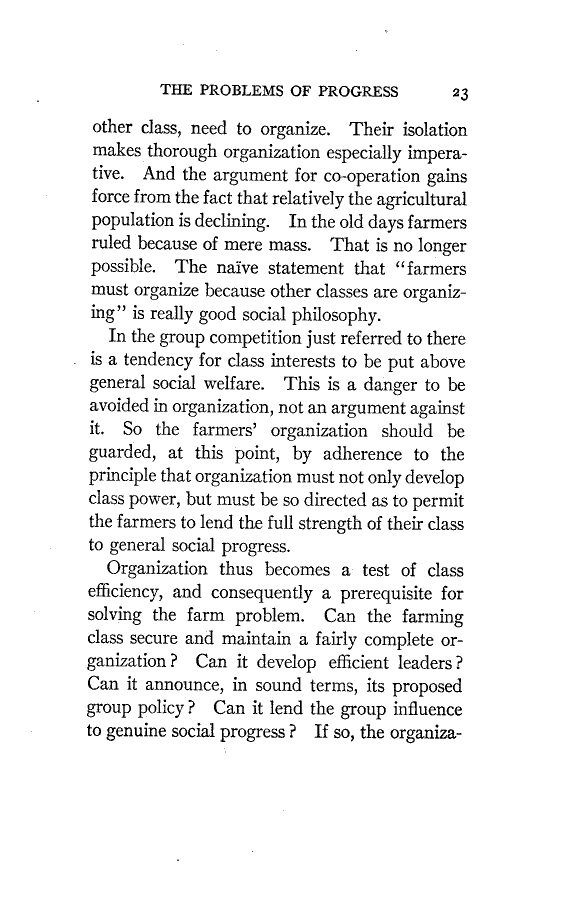 THE PROBLEMS OF PROGRESS 23
other class, need to organize. Their isolation
makes thorough organization especially impera-
tive. And the argument for co-operation gains
force from the fact that relatively the agricultural
population is declining. In the old days farmers
ruled because of mere mass. That is no longer
possible. The naïve statement that “farmers
must organize because other classes are organiz-
ing” is really good social philosophy.
In the group competition just referred to there
is a tendency for class interests to be put above
general social welfare. This is a danger to be
avoided in organization, not an argument against
it. So the farmers’ organization should be
guarded, at this point, by adherence to the
principle that organization must not only develop
class power, but must be so directed as to permit
the farmers to lend the full strength of their class
to general social progress.
Organization thus becomes a test of class
efficiency, and consequently a prerequisite for
solving the farm problem. Can the farming
class secure and maintain a fairly complete or-
ganization? Can it develop efficient leaders?
Can it announce, in sound terms, its proposed
group policy? Can it lend the group influence
to genuine social progress? If so, the organiza-